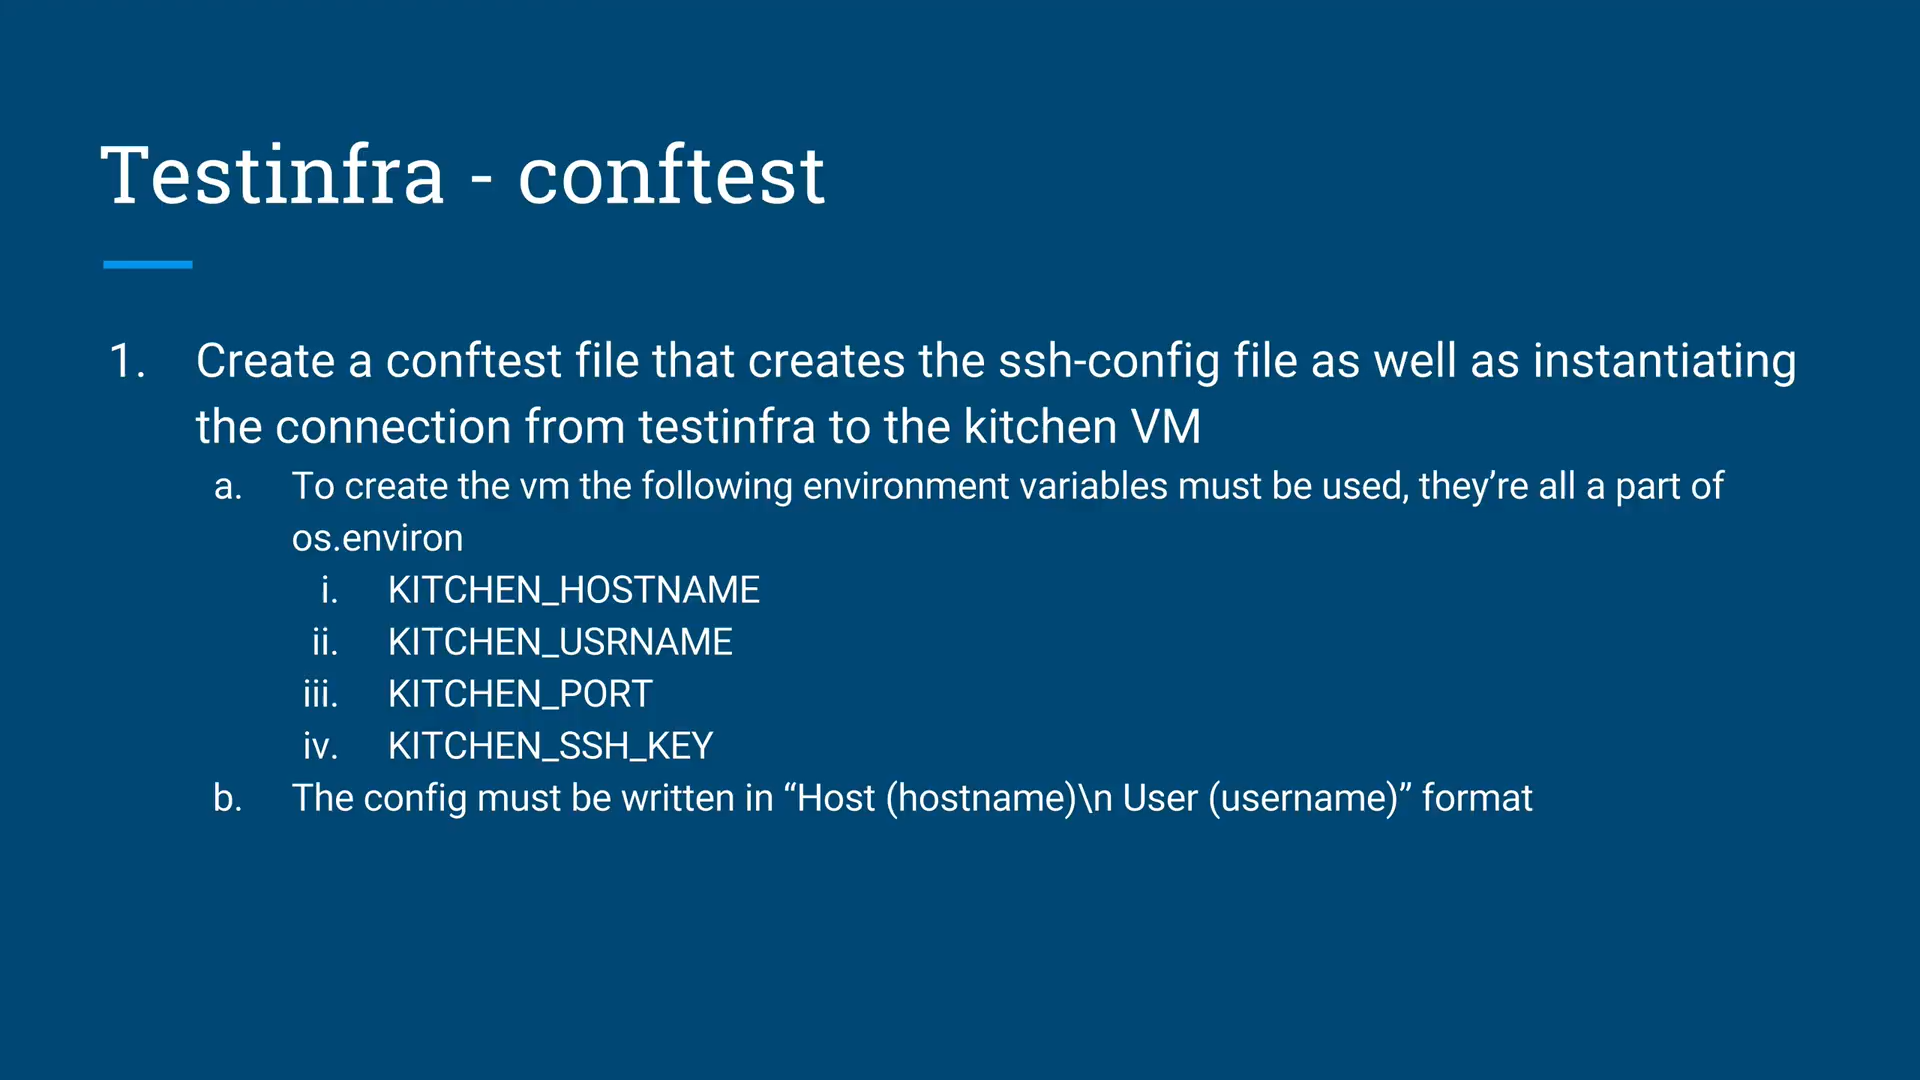 Testinfra - conftest
1. Create a conftest file that creates the ssh-config file as well as instantiating
the connection from testinfra to the kitchen VM
a. To create the vm the following environment variables must be used, they’re all a part of
os.environ
i. KITCHEN_HOSTNAME
ii. KITCHEN_USRNAME
iii. KITCHEN_PORT
iv. KITCHEN_SSH_KEY
b. The config must be written in “Host (hostname)\n User (username)” format